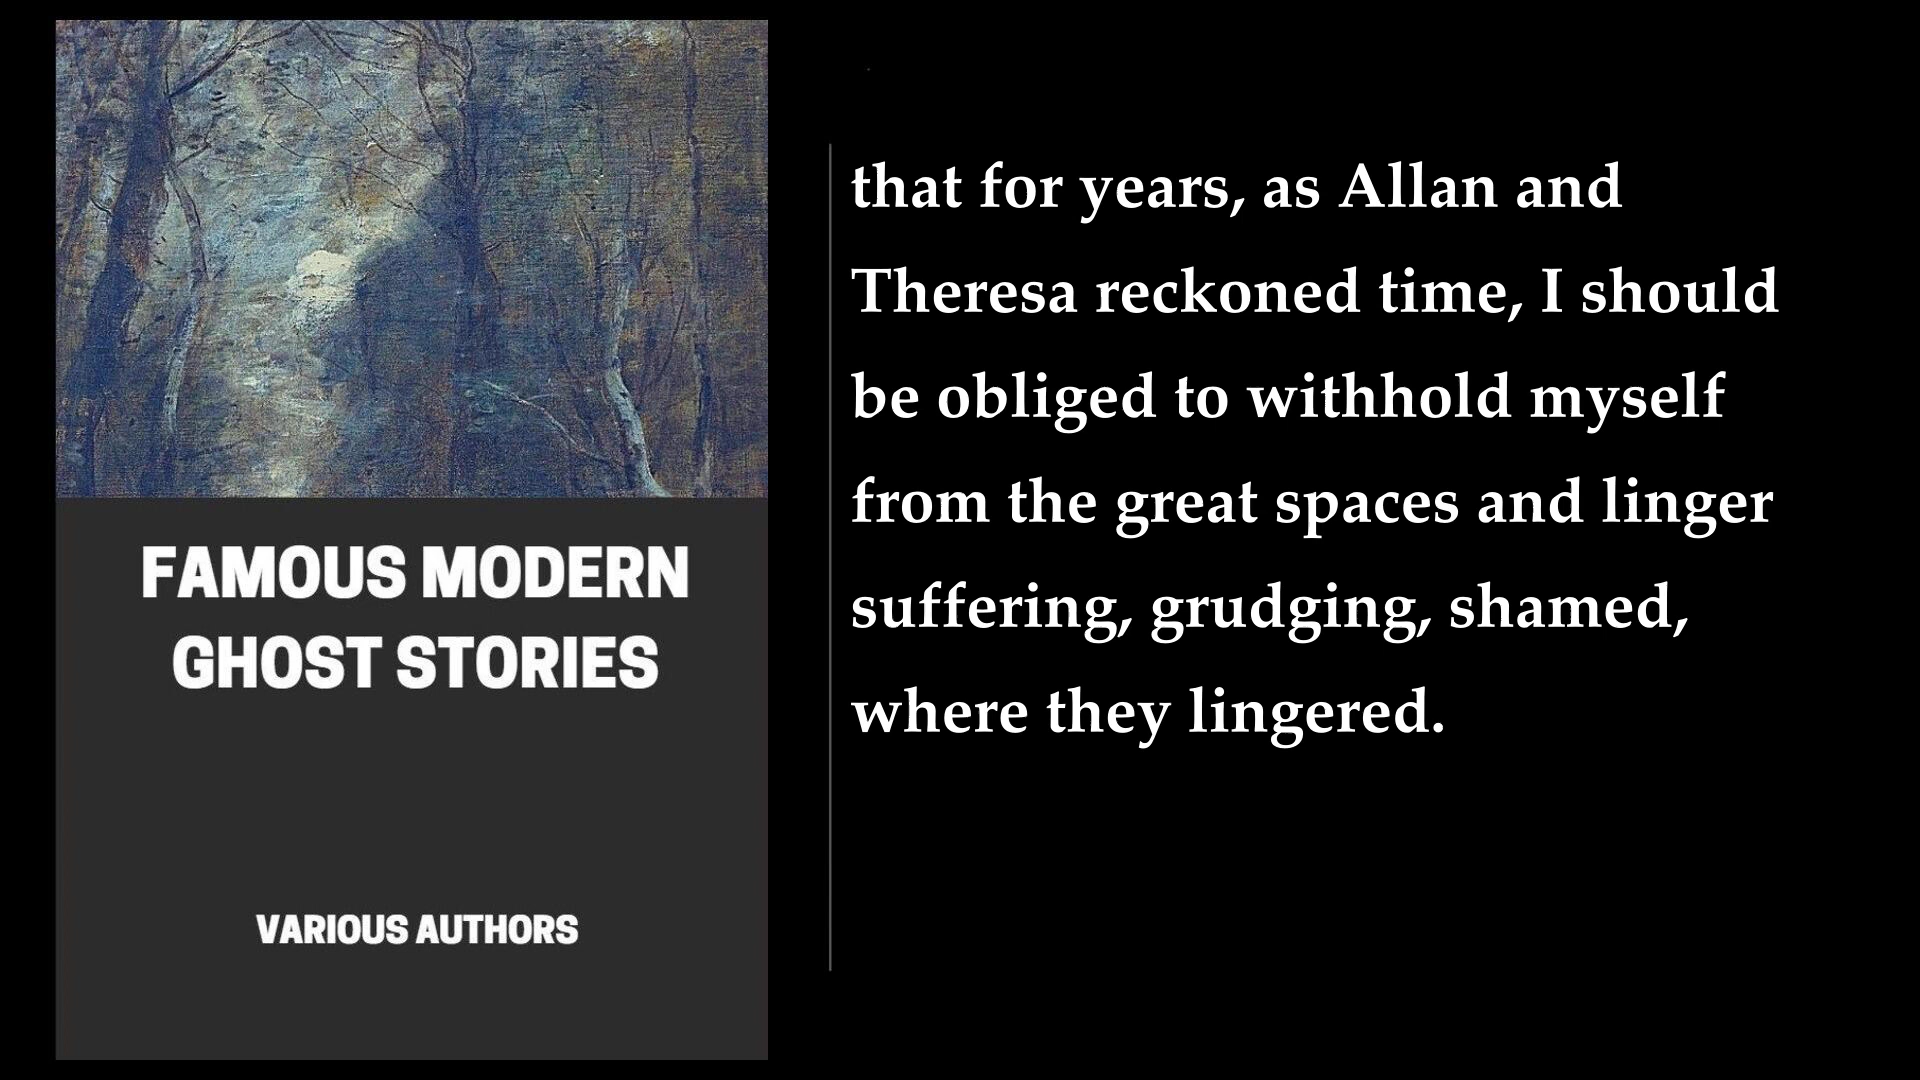 FAMOUS MODERN
GHOST STORIES
VARIOUS AUTHORS
that for years, as Allan and
Theresa reckoned time, I should
be obliged to withhold myself
from the great spaces and linger
suffering, grudging, shamed,
where they lingered.